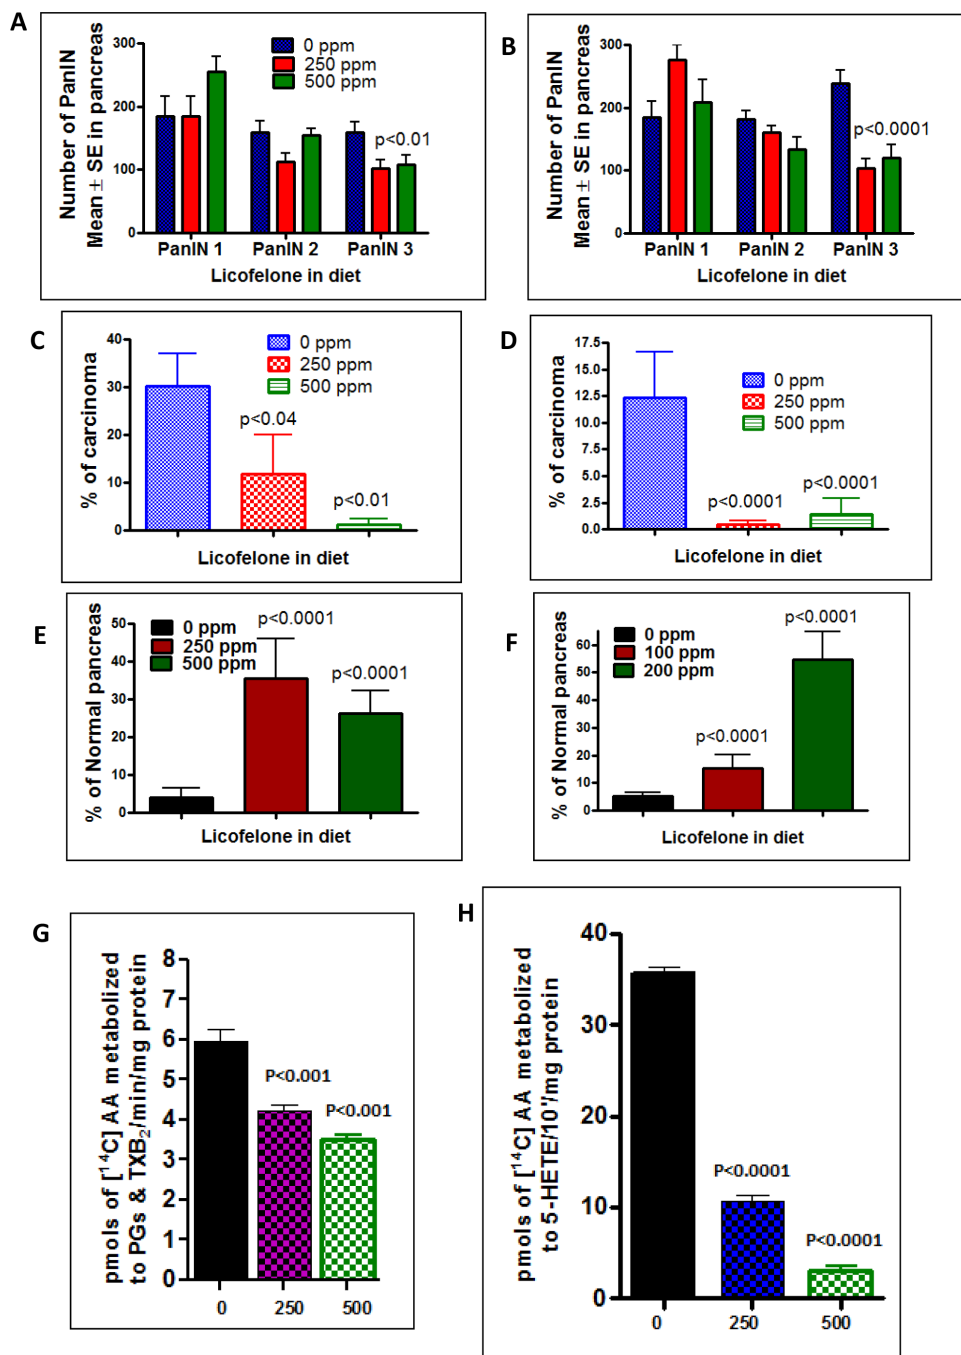 A
Number of PanIN
Mean ± SE in pancreas
300
200
100
0
0 ppm
250 ppm
500 ppm
p<0.01
PanIN 1 PanIN 2 PanIN 3
Licofelone in diet
B
Number of PanIN
Mean ± SE in pancreas
300
200
100
0
0 ppm
250 ppm
500 ppm
p<0.0001
PanIN 1 PanIN 2 PanIN 3
Licofelone in diet
C
% of carcinoma
40
30
20
10
0
0 ppm
250 ppm
500 ppm
p<0.04
p<0.01
Licofelone in diet
D
% of carcinoma
17.5
15.0
12.5
10.0
7.5
5.0
2.5
0.0
0 ppm
250 ppm
500 ppm
p<0.0001
p<0.0001
Licofelone in diet
E
% of Normal pancreas
50
40
30
20
10
0
0 ppm
250 ppm
500 ppm
p<0.0001
p<0.0001
Licofelone in diet
F
% of Normal pancreas
60
50
40
30
20
10
0
0 ppm
100 ppm
200 ppm
p<0.0001
p<0.0001
Licofelone in diet
G
pmols of [¹⁴C] AA metabolized
to PGs & TXB₂/min/mg protein
8
7
6
5
4
3
2
1
0
P<0.001
P<0.001
0 250 500
H
pmols of [¹⁴C] AA metabolized
to 5-HETE/10'/mg protein
40
30
20
10
0
P<0.0001
P<0.0001
0 250 500